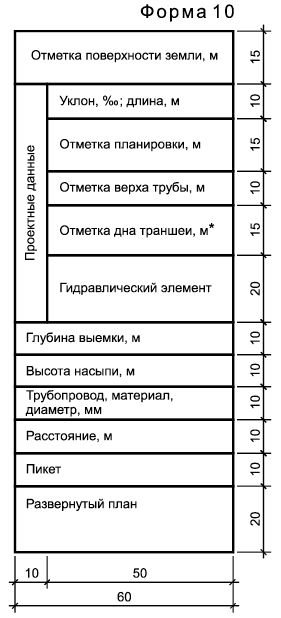 Форма 10
Отметка поверхности земли, м
15
Проектные данные
Уклон, ‰; длина, м
10
Отметка планировки, м
15
Отметка верха трубы, м
10
Отметка дна траншеи, м*
15
Гидравлический элемент
20
Глубина выемки, м
10
Высота насыпи, м
10
Трубопровод, материал,
диаметр, мм
10
Расстояние, м
10
Пикет
10
Развернутый план
20
10
50
60